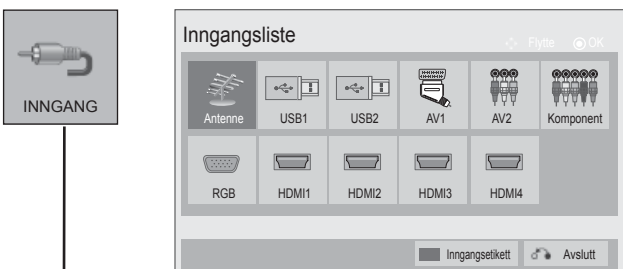 INNGANG
Inngangsliste
Flytte OK
Antenne USB1 USB2 AV1 AV2 Komponent
RGB HDMI1 HDMI2 HDMI3 HDMI4
Inngangsetikett Avslutt